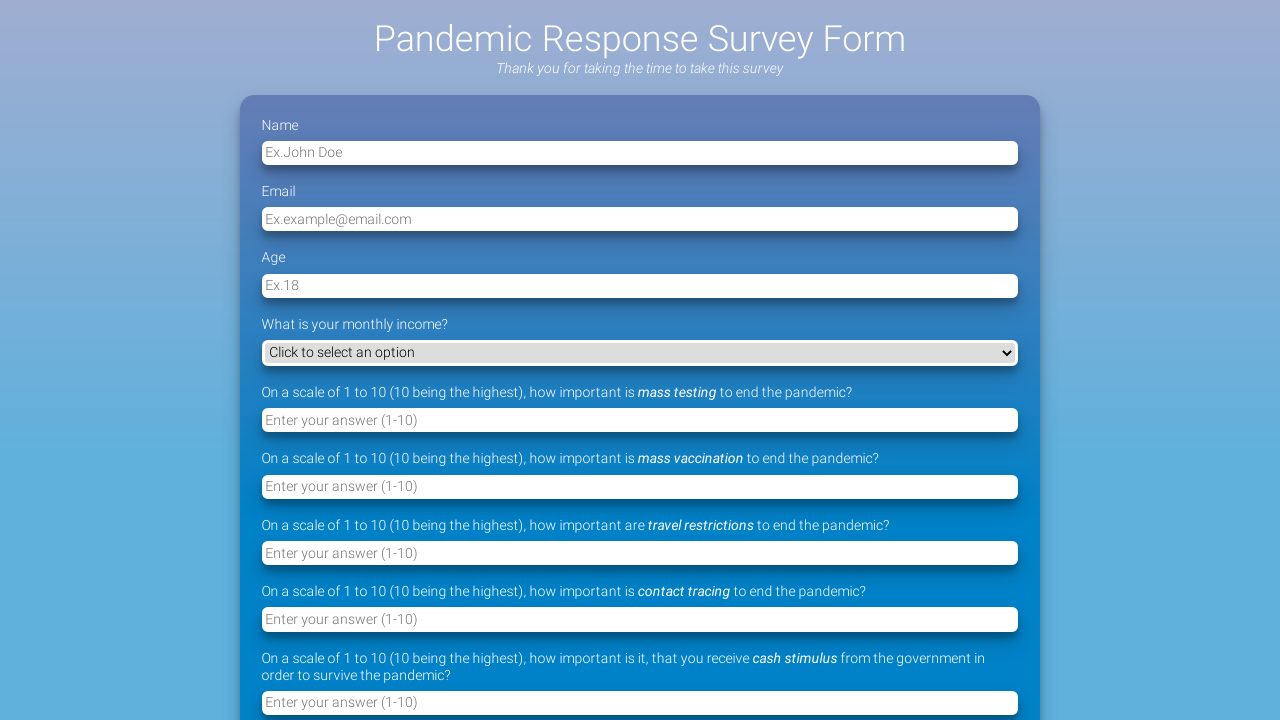 Pandemic Response Survey Form
Thank you for taking the time to take this survey
Name
Ex.John Doe
Email
Ex.example@email.com
Age
Ex.18
What is your monthly income?
Click to select an option
On a scale of 1 to 10 (10 being the highest), how important is mass testing to end the pandemic?
Enter your answer (1-10)
On a scale of 1 to 10 (10 being the highest), how important is mass vaccination to end the pandemic?
Enter your answer (1-10)
On a scale of 1 to 10 (10 being the highest), how important are travel restrictions to end the pandemic?
Enter your answer (1-10)
On a scale of 1 to 10 (10 being the highest), how important is contact tracing to end the pandemic?
Enter your answer (1-10)
On a scale of 1 to 10 (10 being the highest), how important is it, that you receive cash stimulus from the government in
order to survive the pandemic?
Enter your answer (1-10)